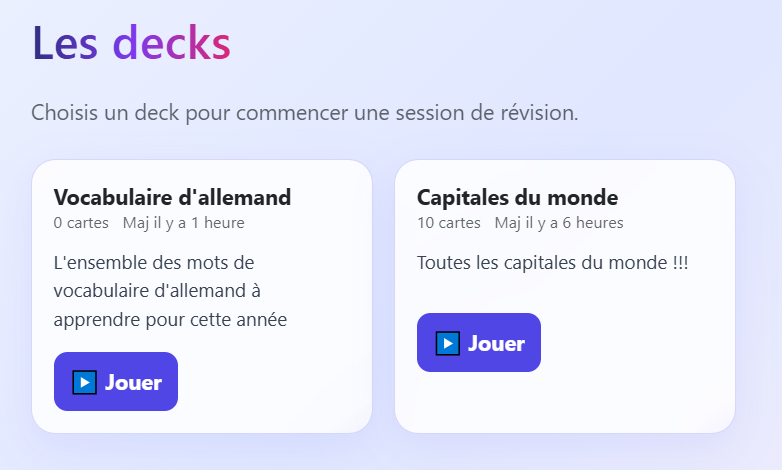 Les decks
Choisis un deck pour commencer une session de révision.
Vocabulaire d'allemand
0 cartes Maj il y a 1 heure
L'ensemble des mots de
vocabulaire d'allemand à
apprendre pour cette année
▶️ Jouer
Capitales du monde
10 cartes Maj il y a 6 heures
Toutes les capitales du monde !!!
▶️ Jouer